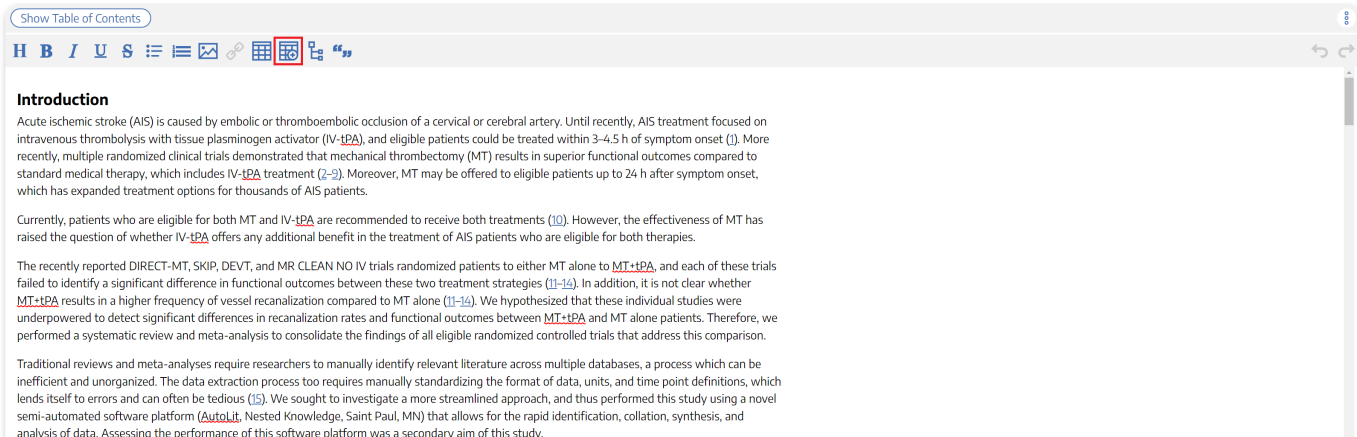 Show Table of Contents
H B I U S
Introduction
Acute ischemic stroke (AIS) is caused by embolic or thromboembolic occlusion of a cervical or cerebral artery. Until recently, AIS treatment focused on
intravenous thrombolysis with tissue plasminogen activator (IV-tPA), and eligible patients could be treated within 3–4.5 h of symptom onset (1). More
recently, multiple randomized clinical trials demonstrated that mechanical thrombectomy (MT) results in superior functional outcomes compared to
standard medical therapy, which includes IV-tPA treatment (2–9). Moreover, MT may be offered to eligible patients up to 24 h after symptom onset,
which has expanded treatment options for thousands of AIS patients.
Currently, patients who are eligible for both MT and IV-tPA are recommended to receive both treatments (10). However, the effectiveness of MT has
raised the question of whether IV-tPA offers any additional benefit in the treatment of AIS patients who are eligible for both therapies.
The recently reported DIRECT-MT, SKIP, DEVT, and MR CLEAN NO IV trials randomized patients to either MT alone to MT+tPA, and each of these trials
failed to identify a significant difference in functional outcomes between these two treatment strategies (11–14). In addition, it is not clear whether
MT+tPA results in a higher frequency of vessel recanalization compared to MT alone (11–14). We hypothesized that these individual studies were
underpowered to detect significant differences in recanalization rates and functional outcomes between MT+tPA and MT alone patients. Therefore, we
performed a systematic review and meta-analysis to consolidate the findings of all eligible randomized controlled trials that address this comparison.
Traditional reviews and meta-analyses require researchers to manually identify relevant literature across multiple databases, a process which can be
inefficient and unorganized. The data extraction process too requires manually standardizing the format of data, units, and time point definitions, which
lends itself to errors and can often be tedious (15). We sought to investigate a more streamlined approach, and thus performed this study using a novel
semi-automated software platform (AutoLit, Nested Knowledge, Saint Paul, MN) that allows for the rapid identification, collation, synthesis, and
analysis of data. Assessing the performance of this software platform was a secondary aim of this study.